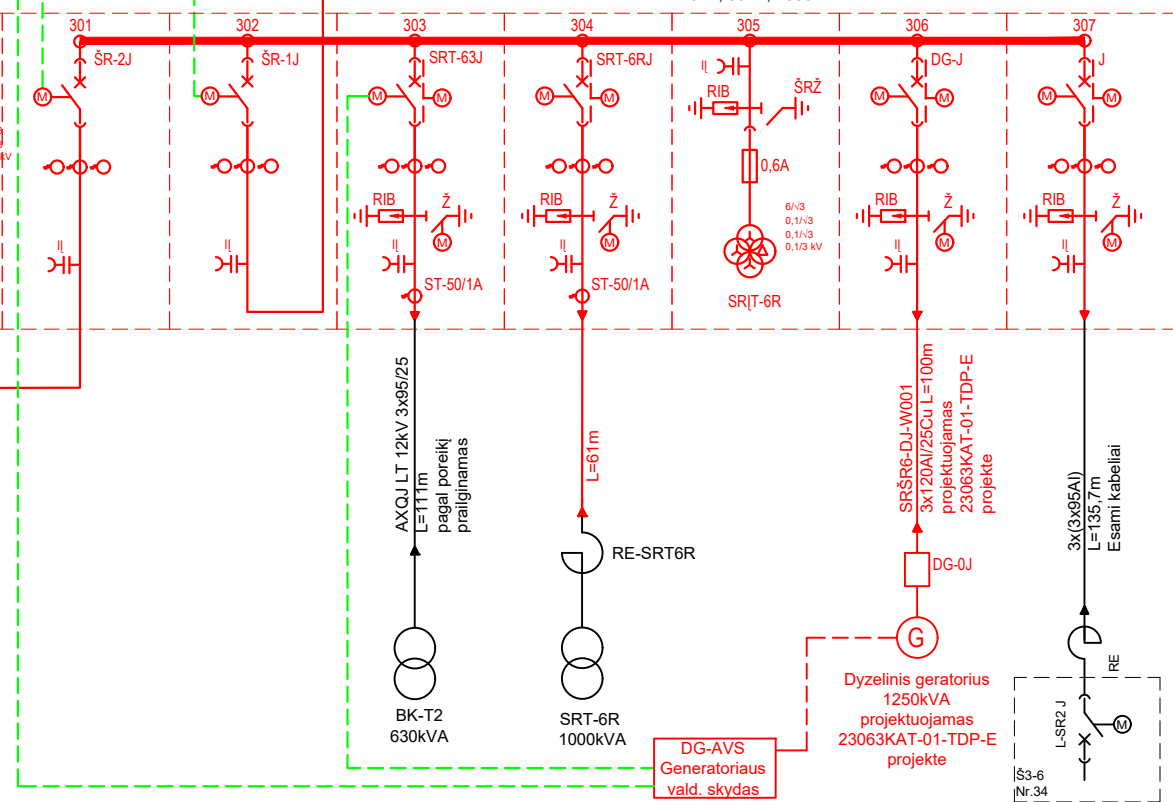 301
302
303
304
305
306
307
ŠR-2J
ŠR-1J
SRT-63J
SRT-6RJ
IĮ
DG-J
J
M
M
M
M
M
M
RIB
ŠRŽ
M
M
M
M
kV
0,6A
RIB
Ž
RIB
Ž
RIB
Ž
RIB
Ž
6/√3
0,1/√3
0,1/√3
0,1/3 kV
M
M
M
M
IĮ
IĮ
IĮ
IĮ
IĮ
IĮ
ST-50/1A
ST-50/1A
SRĮT-6R
AXQJ LT 12kV 3x95/25
L=111m
pagal poreikį
prailginamas
L=61m
SRŠR6-DJ-W001
3x120Al/25Cu L=100m
projektuojamas
23063KAT-01-TDP-E
projekte
3x(3x95Al)
L=135,7m
Esami kabeliai
RE-SRT6R
DG-0J
G
RE
BK-T2
630kVA
SRT-6R
1000kVA
Dyzelinis geratorius
1250kVA
projektuojamas
23063KAT-01-TDP-E
projekte
L-SR2 J
M
DG-AVS
Generatoriaus
vald. skydas
Š3-6
Nr.34